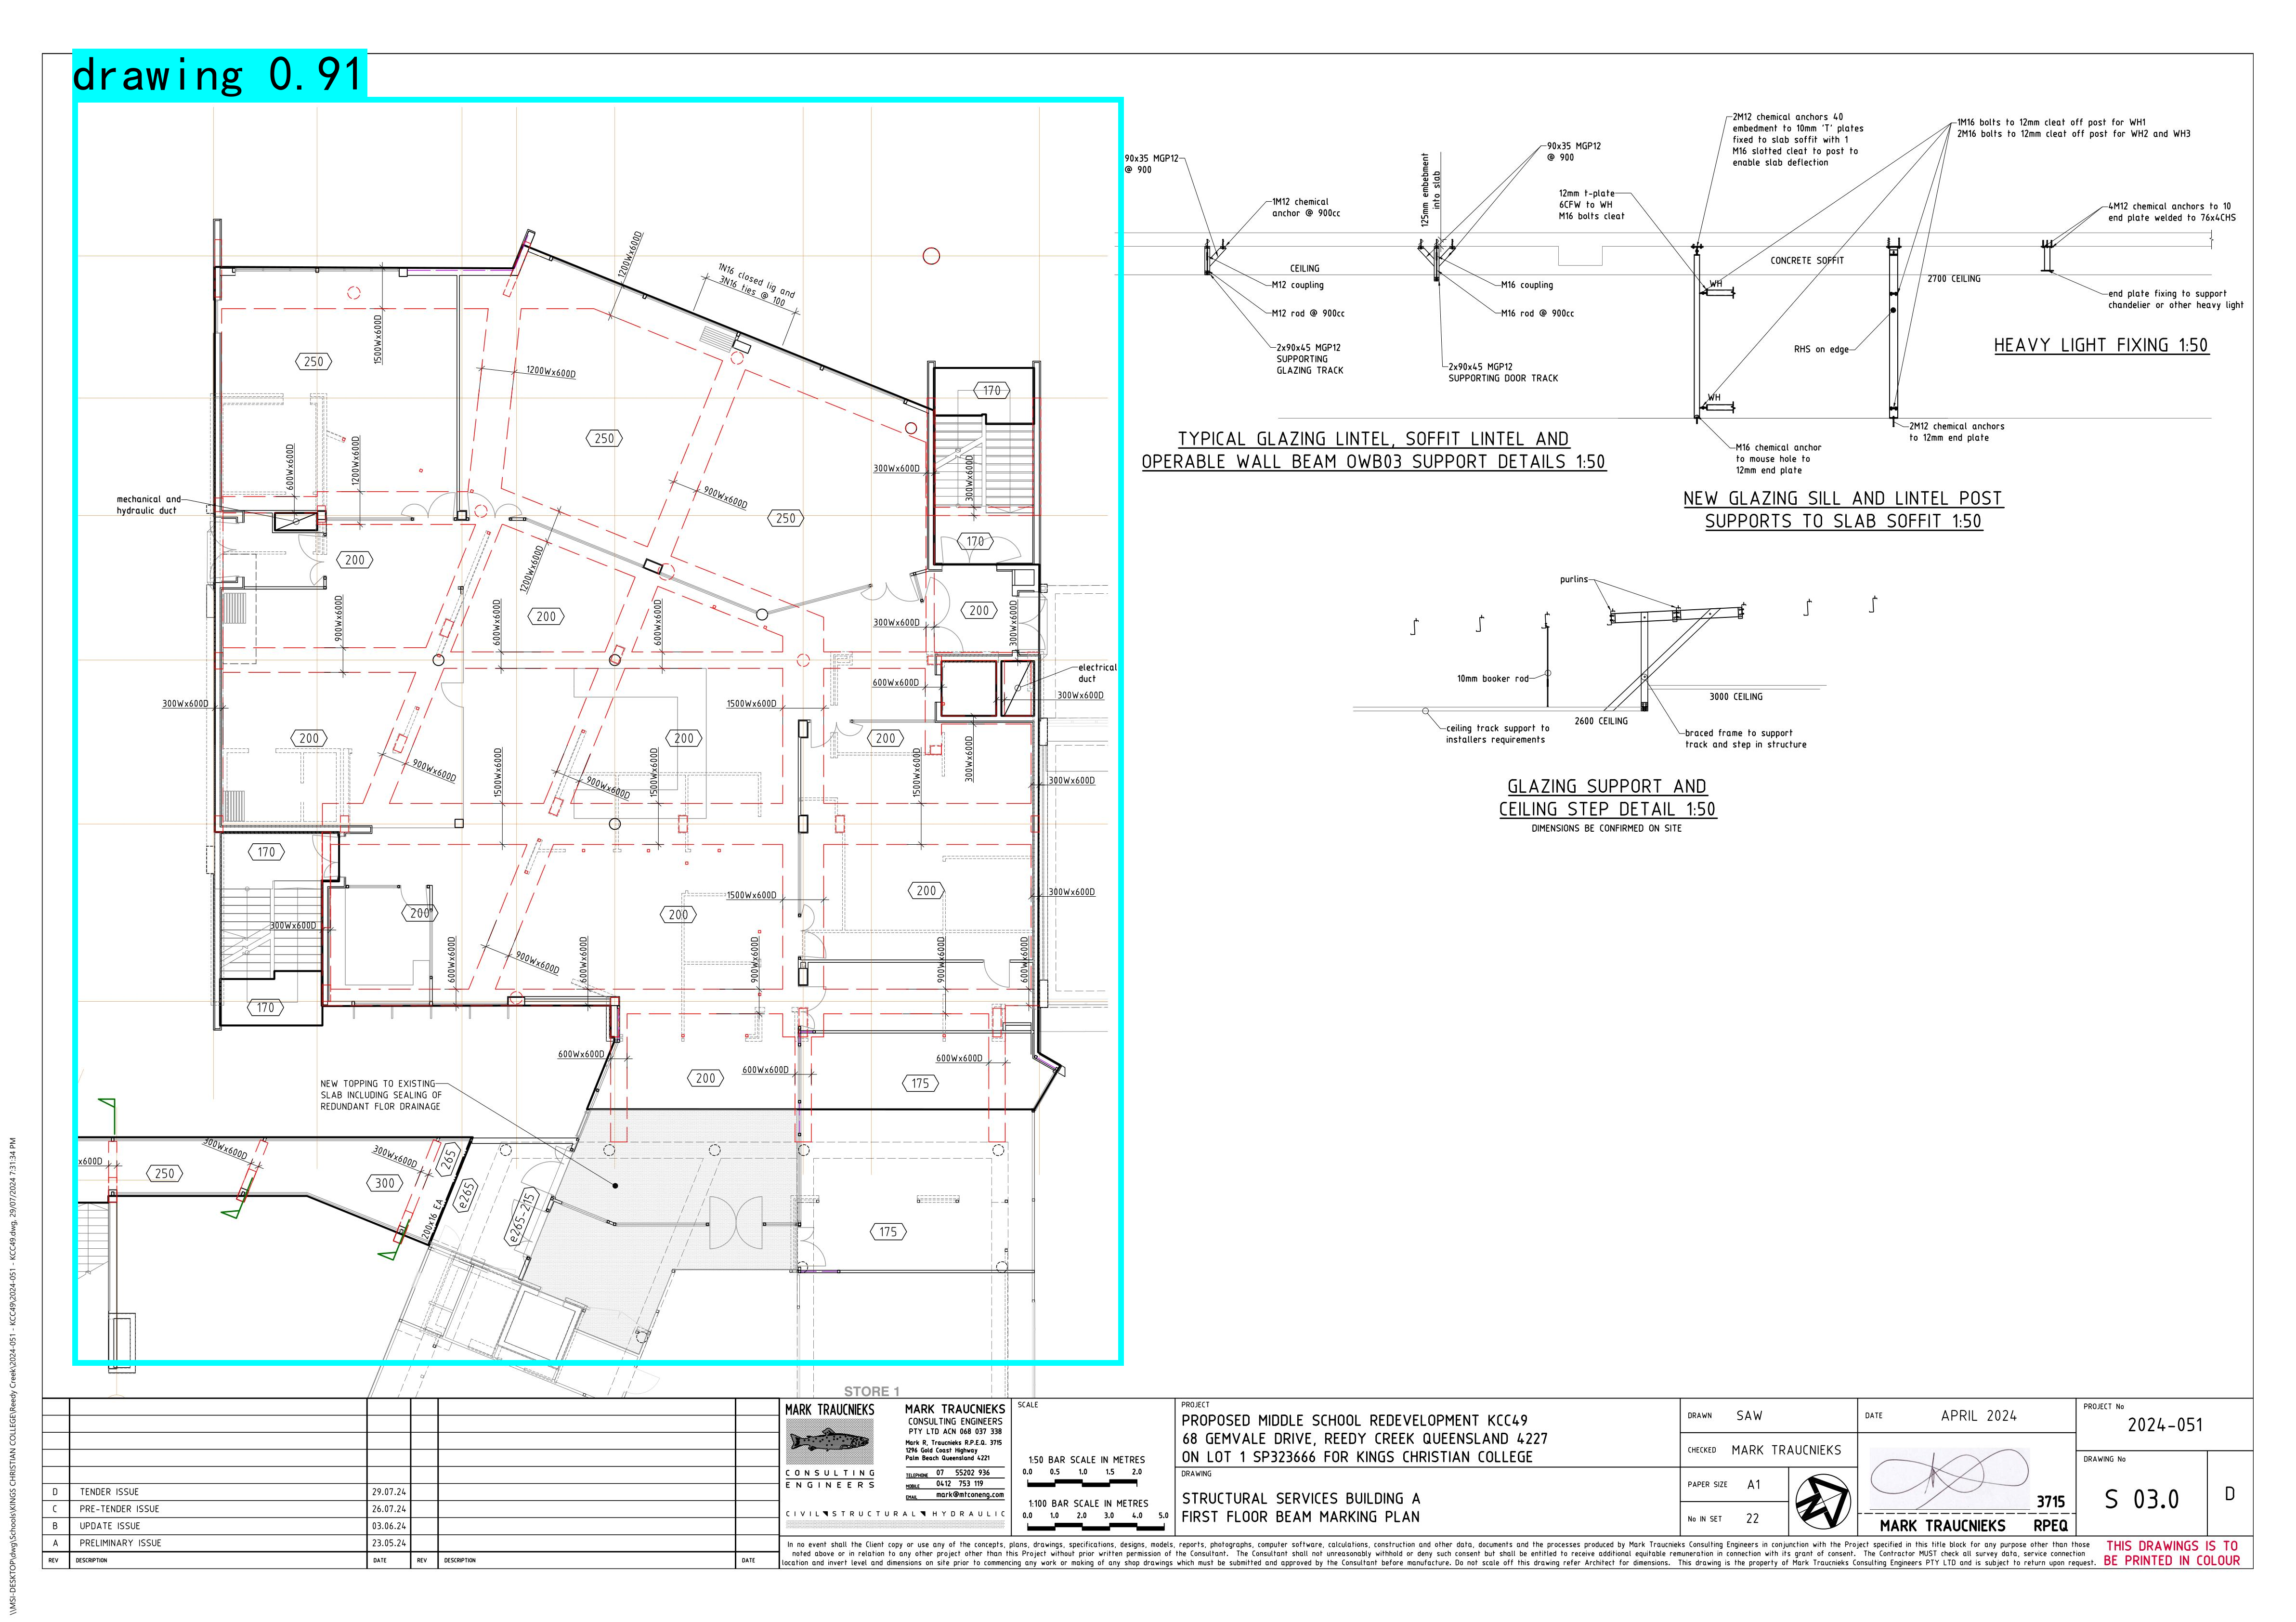 drawing 0.91
1200Wx600D
1N16 closed lig and
3N16 ties @ 100
1500Wx600D
250
1200Wx600D
170
250
600Wx600D
1200Wx600D
300Wx600D
300Wx600D
900Wx600D
mechanical and
hydraulic duct
250
170
200
1200Wx600D
200
200
900Wx600D
600Wx600D
600Wx600D
300Wx600D
300Wx600D
electrical
duct
600Wx600D
300Wx600D
300Wx600D
1500Wx600D
200
200
200
900Wx600D
1500Wx600D
900Wx600D
1500Wx600D
1500Wx600D
300Wx600D
300Wx600D
170
200
1500Wx600D
300Wx600D
200
200
300Wx600D
600Wx600D
900Wx600D
600Wx600D
900Wx600D
900Wx600D
600Wx600D
170
600Wx600D
600Wx600D
600Wx600D
200
175
NEW TOPPING TO EXISTING
SLAB INCLUDING SEALING OF
REDUNDANT FLOR DRAINAGE
x600D
250
300Wx600D
300Wx600D
300
265
e265
200x16 EA
e265-215
175
STORE 1
90x35 MGP12
@ 900
1M12 chemical
anchor @ 900cc
CEILING
M12 coupling
M12 rod @ 900cc
2x90x45 MGP12
SUPPORTING
GLAZING TRACK
125mm embebment
into slab
90x35 MGP12
@ 900
M16 coupling
M16 rod @ 900cc
2x90x45 MGP12
SUPPORTING DOOR TRACK
TYPICAL GLAZING LINTEL, SOFFIT LINTEL AND
OPERABLE WALL BEAM OWB03 SUPPORT DETAILS 1:50
2M12 chemical anchors 40
embedment to 10mm 'T' plates
fixed to slab soffit with 1
M16 slotted cleat to post to
enable slab deflection
1M16 bolts to 12mm cleat off post for WH1
2M16 bolts to 12mm cleat off post for WH2 and WH3
12mm t-plate
6CFW to WH
M16 bolts cleat
CONCRETE SOFFIT
2700 CEILING
WH
RHS on edge
WH
M16 chemical anchor
to mouse hole to
12mm end plate
2M12 chemical anchors
to 12mm end plate
NEW GLAZING SILL AND LINTEL POST
SUPPORTS TO SLAB SOFFIT 1:50
4M12 chemical anchors to 10
end plate welded to 76x4CHS
end plate fixing to support
chandelier or other heavy light
HEAVY LIGHT FIXING 1:50
purlins
10mm booker rod
3000 CEILING
2600 CEILING
ceiling track support to
installers requirements
braced frame to support
track and step in structure
GLAZING SUPPORT AND
CEILING STEP DETAIL 1:50
DIMENSIONS BE CONFIRMED ON SITE
\\MSI-DESKTOP\dwg\Schools\KINGS CHRISTIAN COLLEGE\Reedy Creek\2024-051 - KCC49\2024-051 - KCC49.dwg, 29/07/2024 7:31:34 PM
D TENDER ISSUE 29.07.24
C PRE-TENDER ISSUE 26.07.24
B UPDATE ISSUE 03.06.24
A PRELIMINARY ISSUE 23.05.24
REV DESCRIPTION DATE REV DESCRIPTION DATE
MARK TRAUCNIEKS
CONSULTING
ENGINEERS
MARK TRAUCNIEKS
CONSULTING ENGINEERS
PTY LTD ACN 068 037 338
Mark R, Traucnieks R.P.E.Q. 3715
1296 Gold Coast Highway
Palm Beach Queensland 4221
TELEPHONE 07 55202 936
MOBILE 0412 753 119
EMAIL mark@mtconeng.com
CIVIL STRUCTURAL HYDRAULIC
SCALE
1:50 BAR SCALE IN METRES
0.0 0.5 1.0 1.5 2.0
1:100 BAR SCALE IN METRES
0.0 1.0 2.0 3.0 4.0 5.0
PROJECT
PROPOSED MIDDLE SCHOOL REDEVELOPMENT KCC49
68 GEMVALE DRIVE, REEDY CREEK QUEENSLAND 4227
ON LOT 1 SP323666 FOR KINGS CHRISTIAN COLLEGE
DRAWING
STRUCTURAL SERVICES BUILDING A
FIRST FLOOR BEAM MARKING PLAN
DRAWN SAW
CHECKED MARK TRAUCNIEKS
PAPER SIZE A1
No IN SET 22
DATE APRIL 2024
3715
MARK TRAUCNIEKS RPEQ
PROJECT No
2024-051
DRAWING No
S 03.0
D
In no event shall the Client copy or use any of the concepts, plans, drawings, specifications, designs, models, reports, photographs, computer software, calculations, construction and other data, documents and the processes produced by Mark Traucnieks Consulting Engineers in conjunction with the Project specified in this title block for any purpose other than those
noted above or in relation to any other project other than this Project without prior written permission of the Consultant. The Consultant shall not unreasonably withhold or deny such consent but shall be entitled to receive additional equitable remuneration in connection with its grant of consent. The Contractor MUST check all survey data, service connection
location and invert level and dimensions on site prior to commencing any work or making of any shop drawings which must be submitted and approved by the Consultant before manufacture. Do not scale off this drawing refer Architect for dimensions. This drawing is the property of Mark Traucnieks Consulting Engineers PTY LTD and is subject to return upon request.
THIS DRAWINGS IS TO
BE PRINTED IN COLOUR